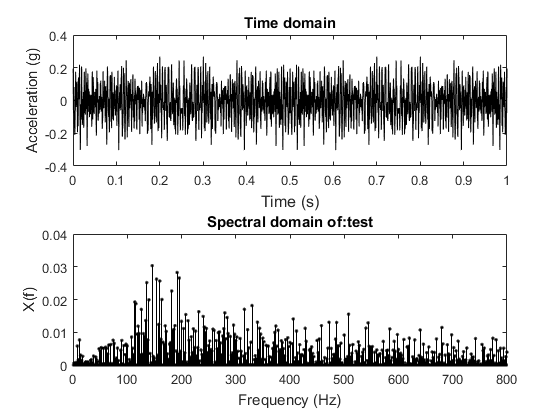 Time domain
0.4
0.2
0
-0.2
-0.4
Acceleration (g)
0 0.1 0.2 0.3 0.4 0.5 0.6 0.7 0.8 0.9 1
Time (s)
Spectral domain of:test
0.04
0.03
0.02
0.01
0
X(f)
0 100 200 300 400 500 600 700 800
Frequency (Hz)